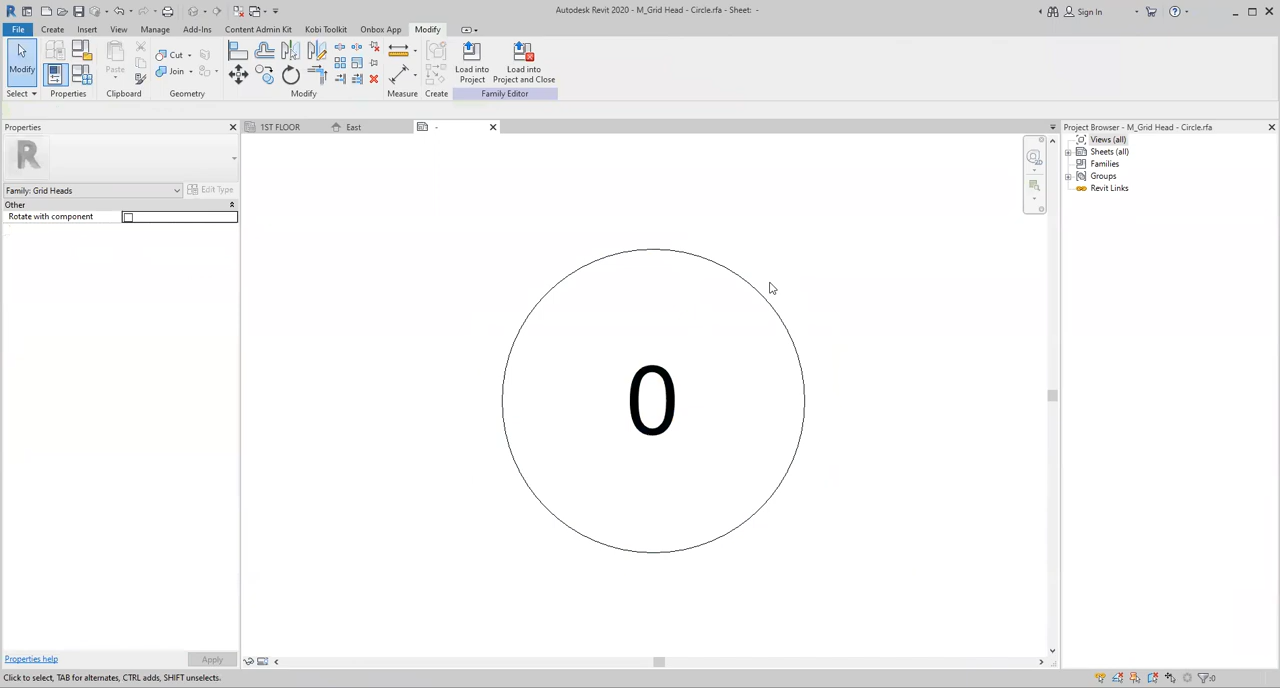 Autodesk Revit 2020 - M_Grid Head - Circle.rfa - Sheet: -
Sign In
File Create Insert View Manage Add-Ins Content Admin Kit Kobi Toolkit Onbox App Modify
Modify
Paste
Cut
Join
Load into Project
Load into Project and Close
Select Properties Clipboard Geometry Modify Measure Create Family Editor
Properties
1ST FLOOR
East
-
Project Browser - M_Grid Head - Circle.rfa
Family: Grid Heads
Edit Type
Other
Rotate with component
Views (all)
Sheets (all)
Families
Groups
Revit Links
0
Properties help
Apply
Click to select, TAB for alternates, CTRL adds, SHIFT unselects.
:0